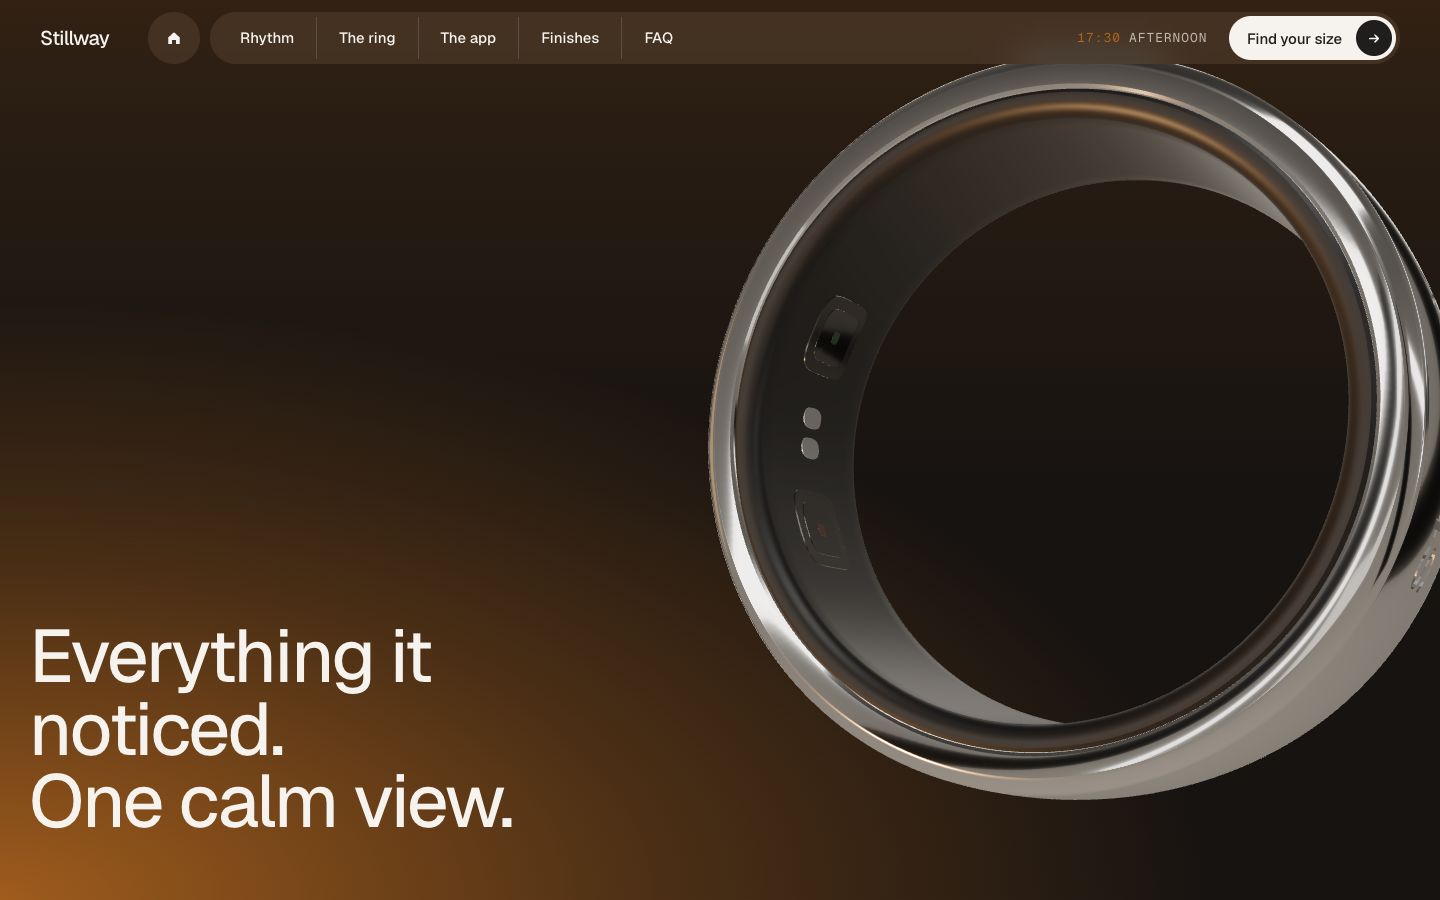 Stillway
Rhythm
The ring
The app
Finishes
FAQ
17:30 AFTERNOON
Find your size
Everything it
noticed.
One calm view.